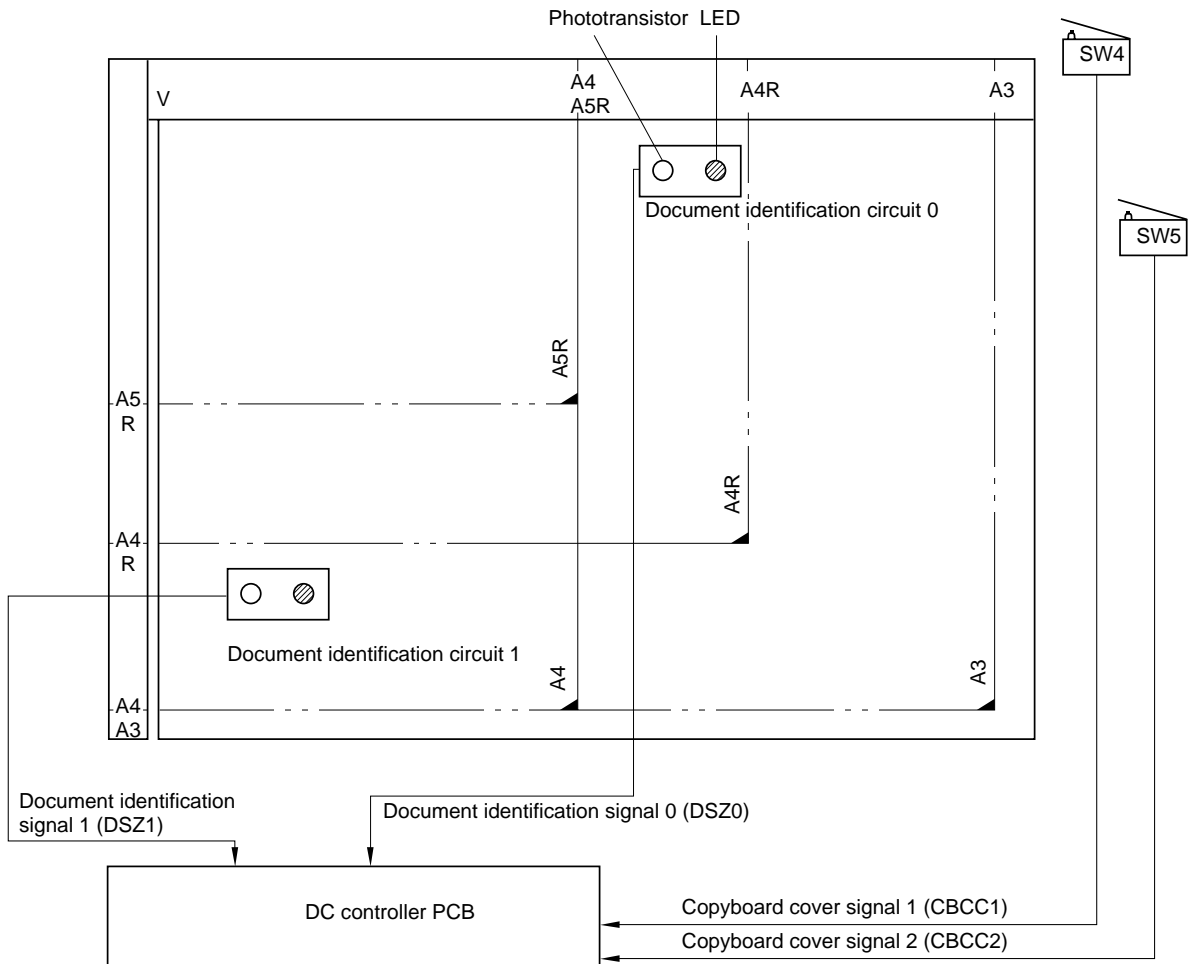 Phototransistor LED
SW4
V
A4
A5R
A4R
A3
Document identification circuit 0
SW5
A5R
A5
R
A4R
A4
R
Document identification circuit 1
A4
A3
A4
A3
Document identification
signal 1 (DSZ1)
Document identification signal 0 (DSZ0)
DC controller PCB
Copyboard cover signal 1 (CBCC1)
Copyboard cover signal 2 (CBCC2)